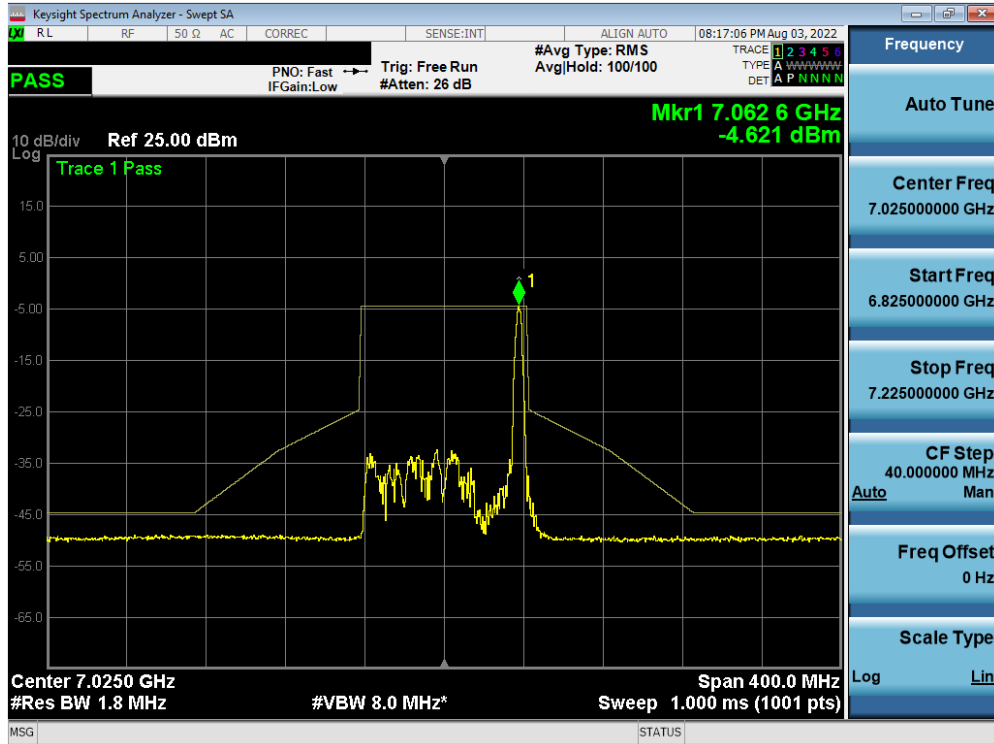 Keysight Spectrum Analyzer - Swept SA
LXI RL RF 50 Ω AC CORREC SENSE:INT ALIGN AUTO 08:17:06 PM Aug 03, 2022
PASS
PNO: Fast
IFGain:Low
Trig: Free Run
#Atten: 26 dB
#Avg Type: RMS
Avg|Hold: 100/100
TRACE 1 2 3 4 5 6
TYPE A WWWWW
DET A P N N N N
Mkr1 7.062 6 GHz
-4.621 dBm
10 dB/div Ref 25.00 dBm
Log
Trace 1 Pass
15.0
5.00
-5.00
-15.0
-25.0
-35.0
-45.0
-55.0
-65.0
1
Center 7.0250 GHz
#Res BW 1.8 MHz
#VBW 8.0 MHz*
Span 400.0 MHz
Sweep 1.000 ms (1001 pts)
MSG
STATUS
Frequency
Auto Tune
Center Freq
7.025000000 GHz
Start Freq
6.825000000 GHz
Stop Freq
7.225000000 GHz
CF Step
40.000000 MHz
Auto Man
Freq Offset
0 Hz
Scale Type
Log Lin